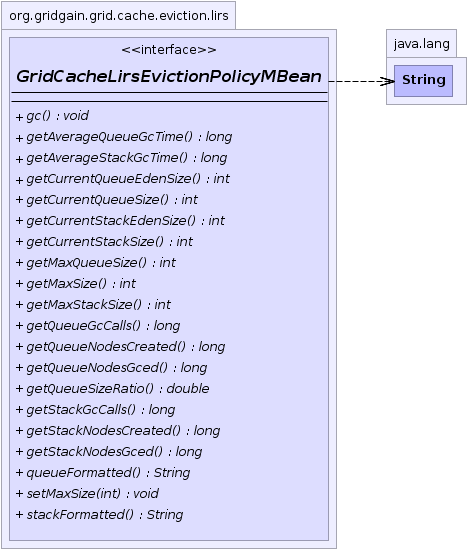 org.gridgain.grid.cache.eviction.lirs
<<interface>>
GridCacheLirsEvictionPolicyMBean
+ gc() : void
+ getAverageQueueGcTime() : long
+ getAverageStackGcTime() : long
+ getCurrentQueueEdenSize() : int
+ getCurrentQueueSize() : int
+ getCurrentStackEdenSize() : int
+ getCurrentStackSize() : int
+ getMaxQueueSize() : int
+ getMaxSize() : int
+ getMaxStackSize() : int
+ getQueueGcCalls() : long
+ getQueueNodesCreated() : long
+ getQueueNodesGced() : long
+ getQueueSizeRatio() : double
+ getStackGcCalls() : long
+ getStackNodesCreated() : long
+ getStackNodesGced() : long
+ queueFormatted() : String
+ setMaxSize(int) : void
+ stackFormatted() : String
java.lang
String